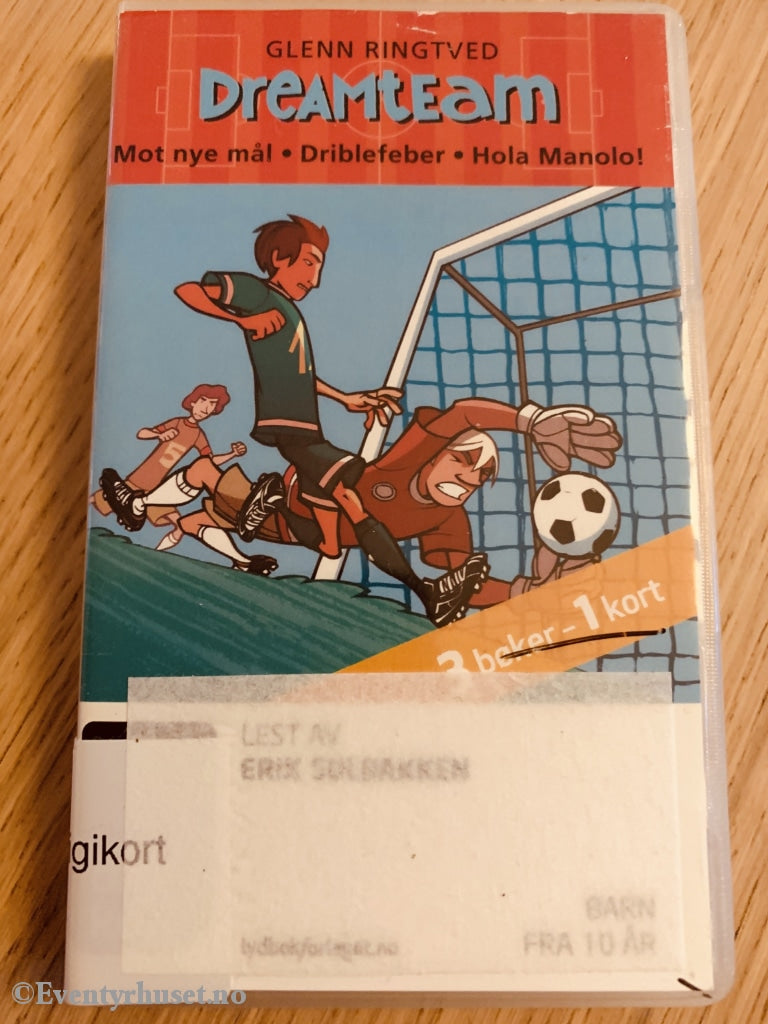 GLENN RINGTVED
DREAMTEAM
Mot nye mål • Driblefeber • Hola Manolo!
3 bøker – 1 kort
LEST AV
ERIK SOLBAKKEN
gikort
BARN
lydbokforlaget.no
FRA 10 ÅR
©Eventyrhuset.no